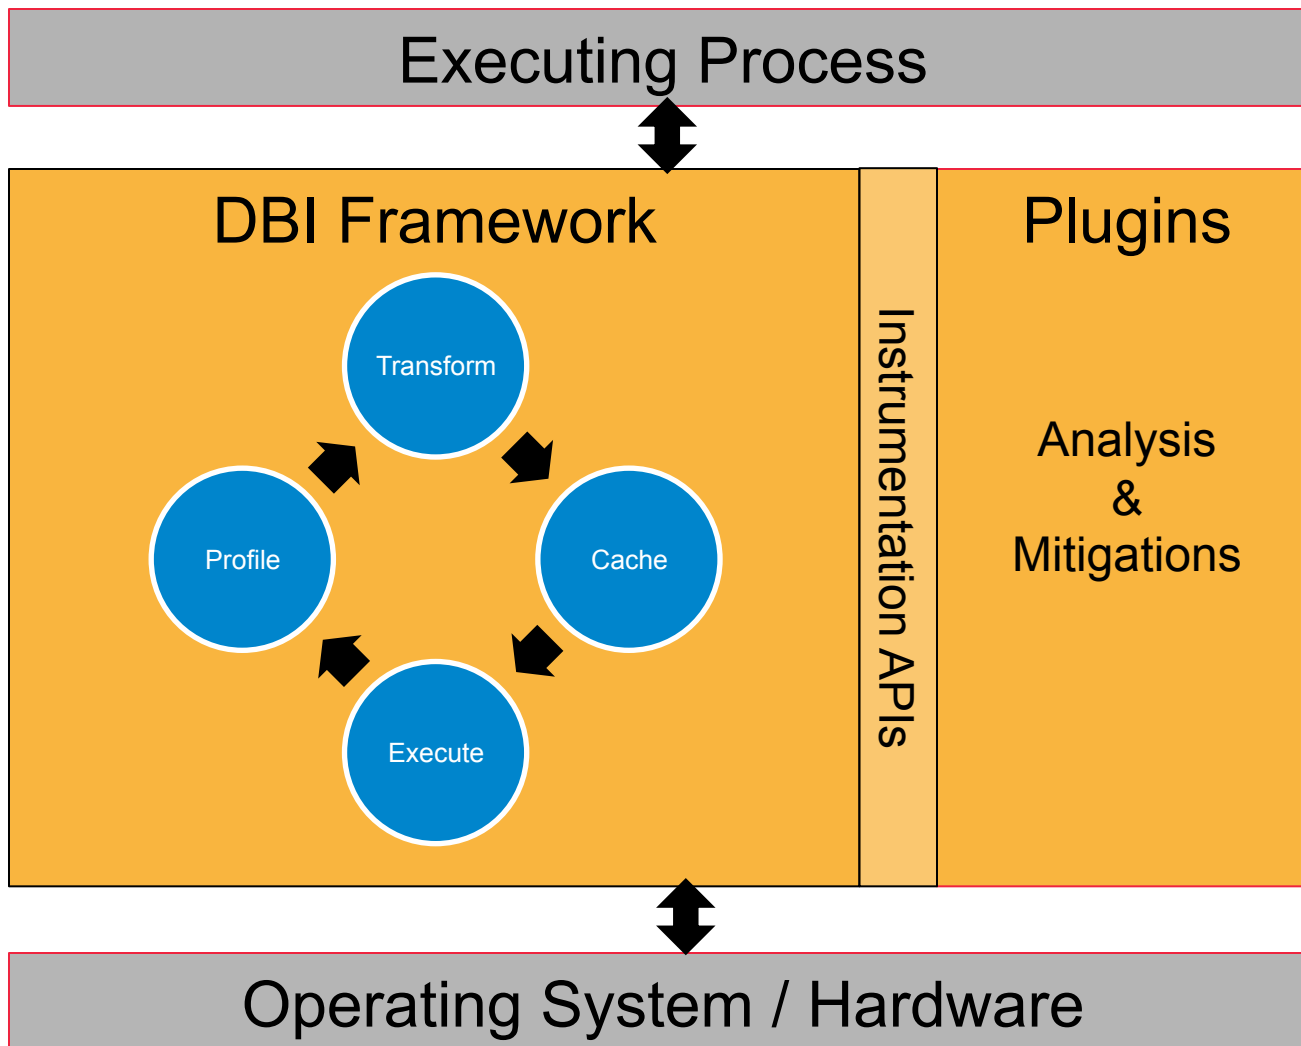 Executing Process
DBI Framework
Transform
Profile
Cache
Execute
Instrumentation APIs
Plugins
Analysis
&
Mitigations
Operating System / Hardware